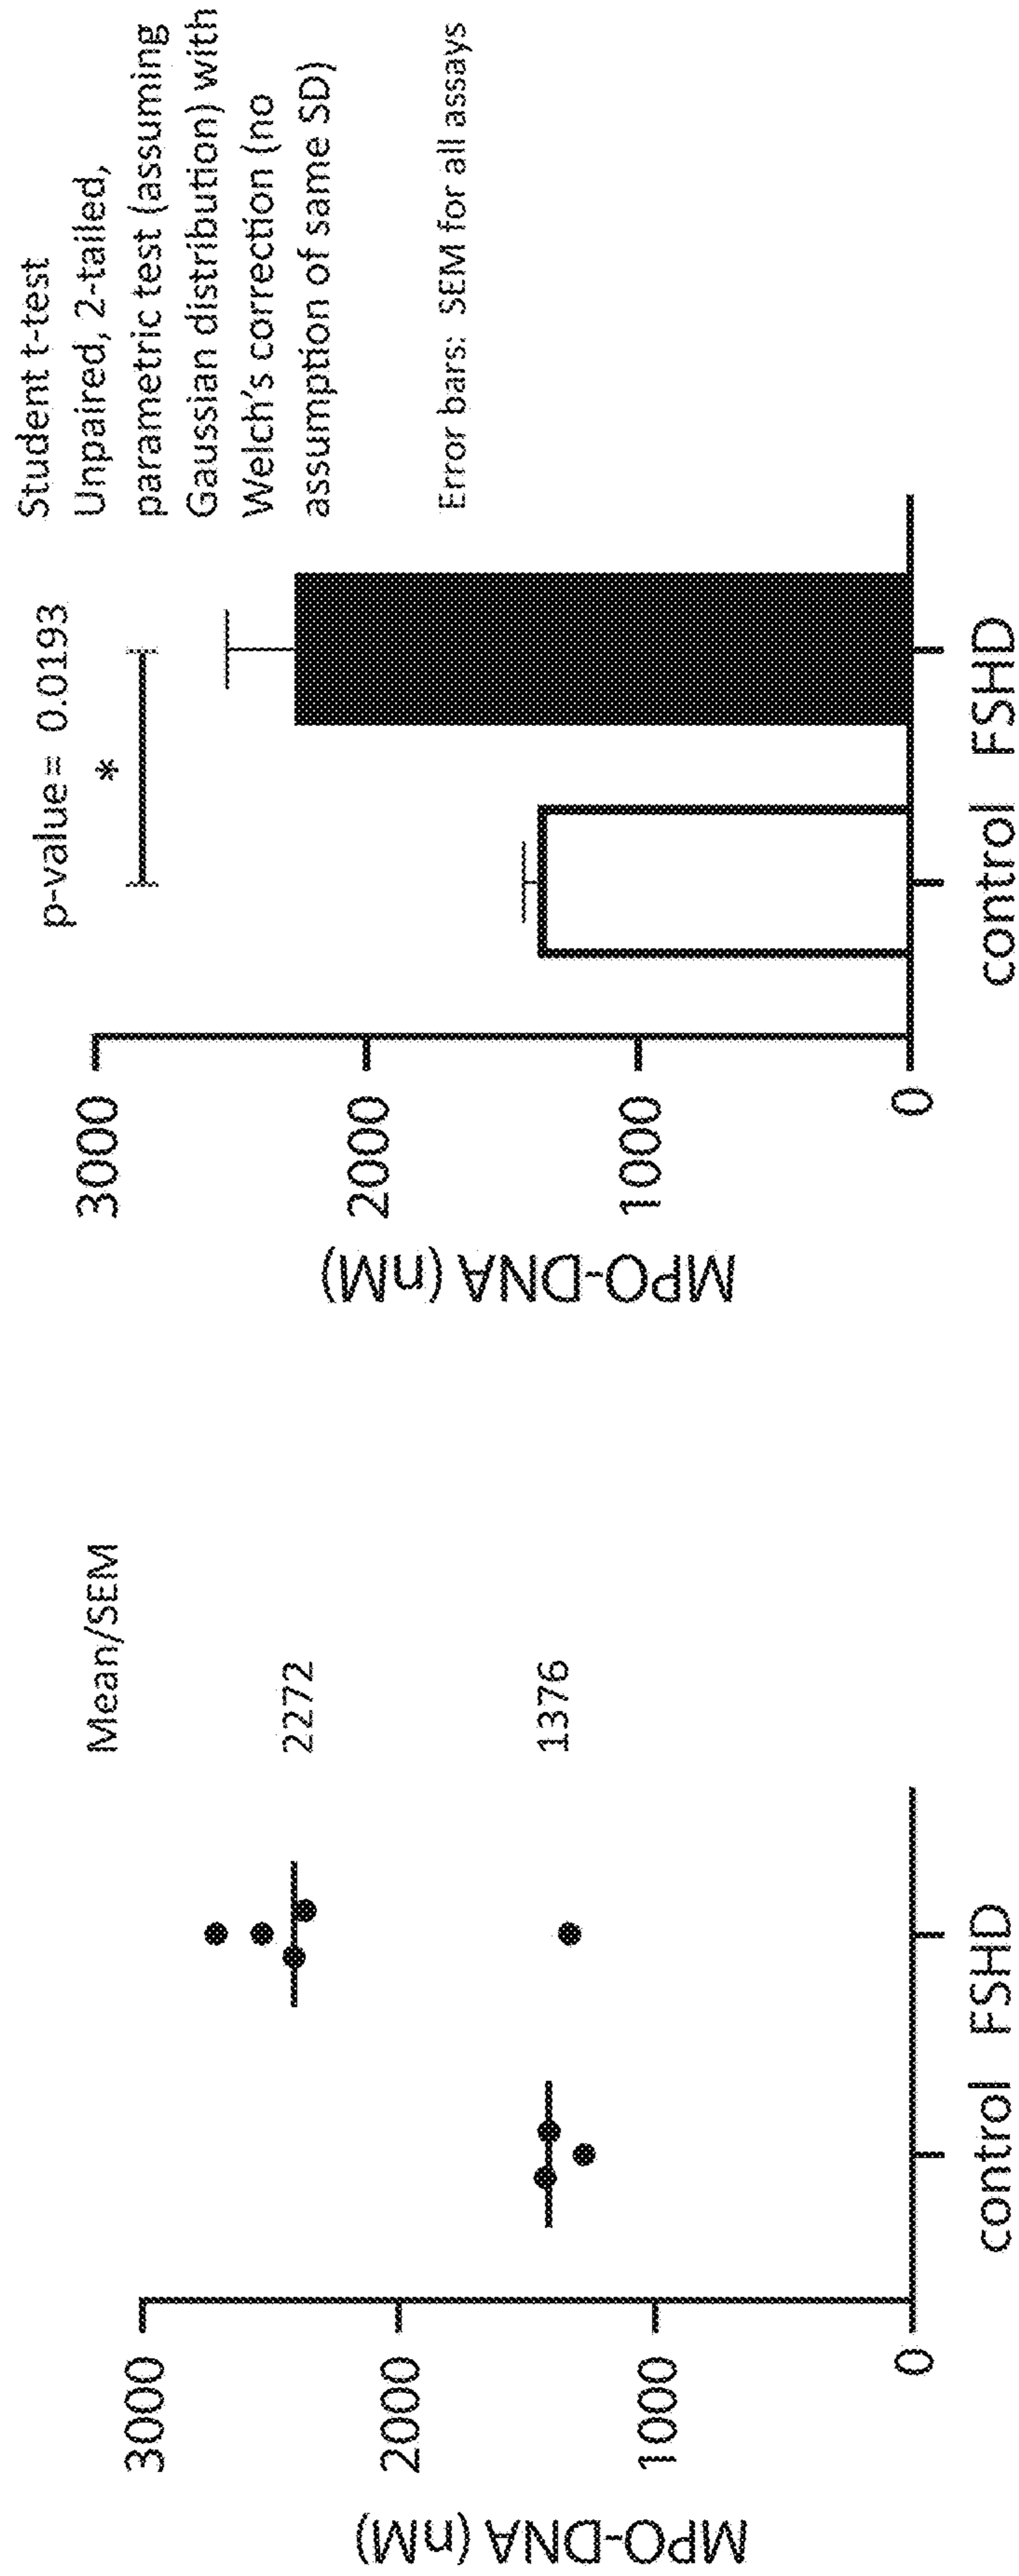 MPO-DNA (nM)
3000
2000
1000
0
control FSHD
Mean/SEM
2272
1376
MPO-DNA (nM)
3000
2000
1000
0
control FSHD
p-value = 0.0193
*
Student t-test
Unpaired, 2-tailed,
parametric test (assuming
Gaussian distribution) with
Welch's correction (no
assumption of same SD)
Error bars: SEM for all assays